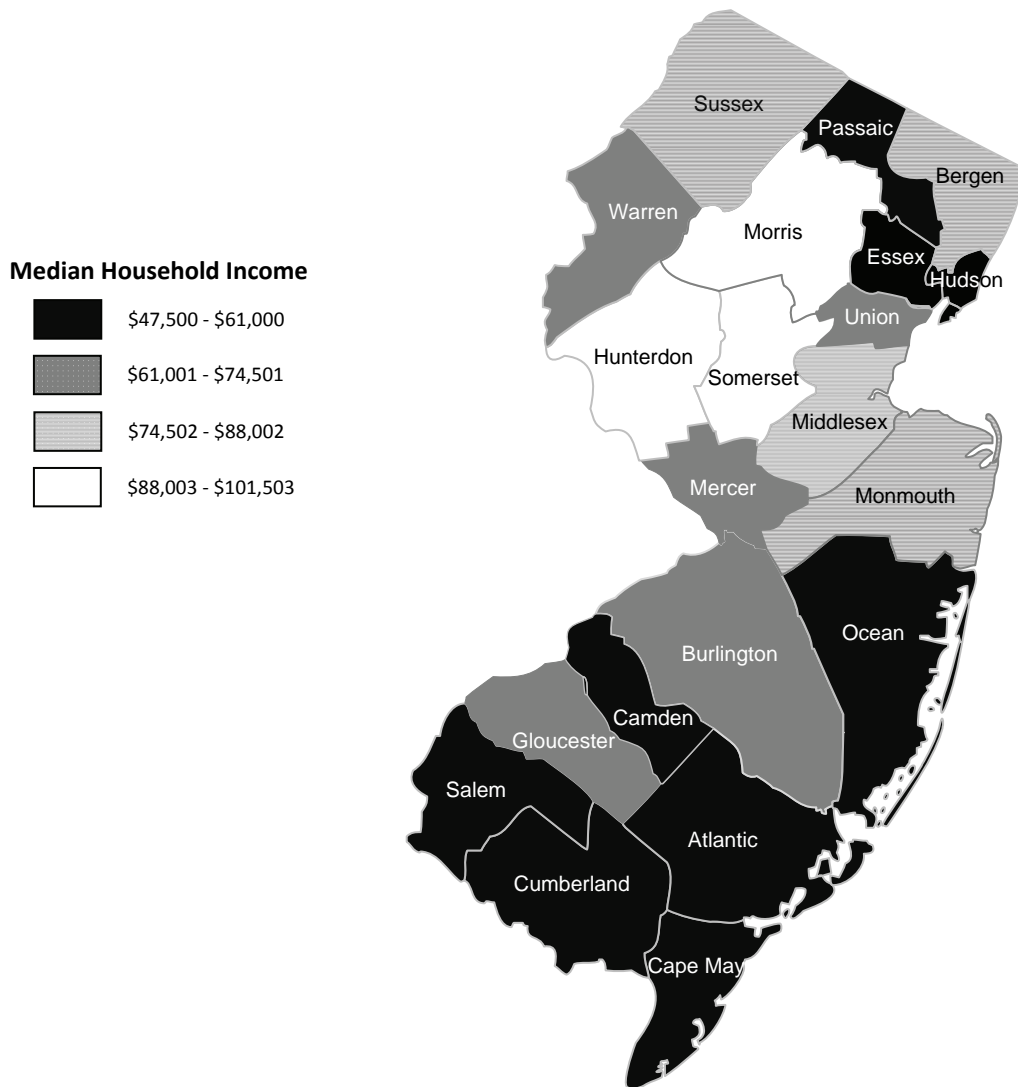 Median Household Income
$47,500 - $61,000
$61,001 - $74,501
$74,502 - $88,002
$88,003 - $101,503
Sussex
Passaic
Bergen
Warren
Morris
Essex
Hudson
Union
Hunterdon
Somerset
Middlesex
Mercer
Monmouth
Ocean
Burlington
Camden
Gloucester
Salem
Atlantic
Cumberland
Cape May